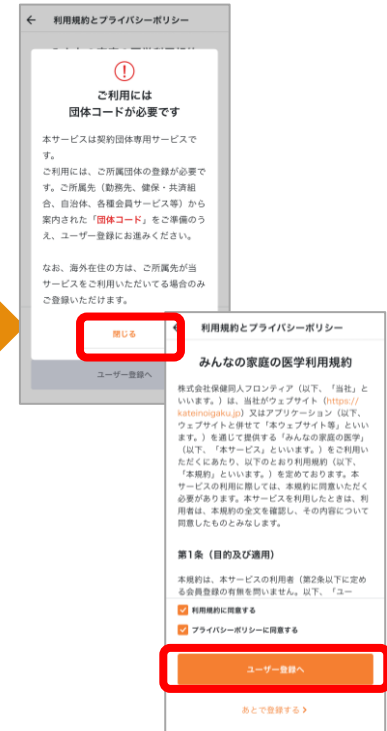 ← 利用規約とプライバシーポリシー
ご利用には
団体コードが必要です
本サービスは契約団体専用サービスで
す。
ご利用には、ご所属団体の登録が必要で
す。ご所属先（勤務先、健保・共済組
合、自治体、各種会員サービス等）から
案内された「団体コード」をご準備のう
え、ユーザー登録にお進みください。
なお、海外在住の方は、ご所属先が当
サービスをご利用いただいてる場合のみ
ご登録いただけます。
閉じる
ユーザー登録へ
利用規約とプライバシーポリシー
みんなの家庭の医学利用規約
株式会社保健同人フロンティア（以下、「当社」と
いいます。）は、当社がウェブサイト（https://
kateinoigaku.jp）又はアプリケーション（以下、
ウェブサイトと併せて「本ウェブサイト等」といい
ます。）を通じて提供する「みんなの家庭の医学」
（以下、「本サービス」といいます。）をご利用い
ただくにあたり、以下のとおり利用規約（以下、
「本規約」といいます。）を定めております。本
サービスの利用に際しては、本規約に同意いただく
必要があります。本サービスを利用したときは、利
用者は、本規約の全文を確認し、その内容について
同意したものとみなします。
第1条（目的及び適用）
本規約は、本サービスの利用者（第2条以下に定め
る会員登録の有無を問いません。以下、「ユー
利用規約に同意する
プライバシーポリシーに同意する
ユーザー登録へ
あとで登録する >